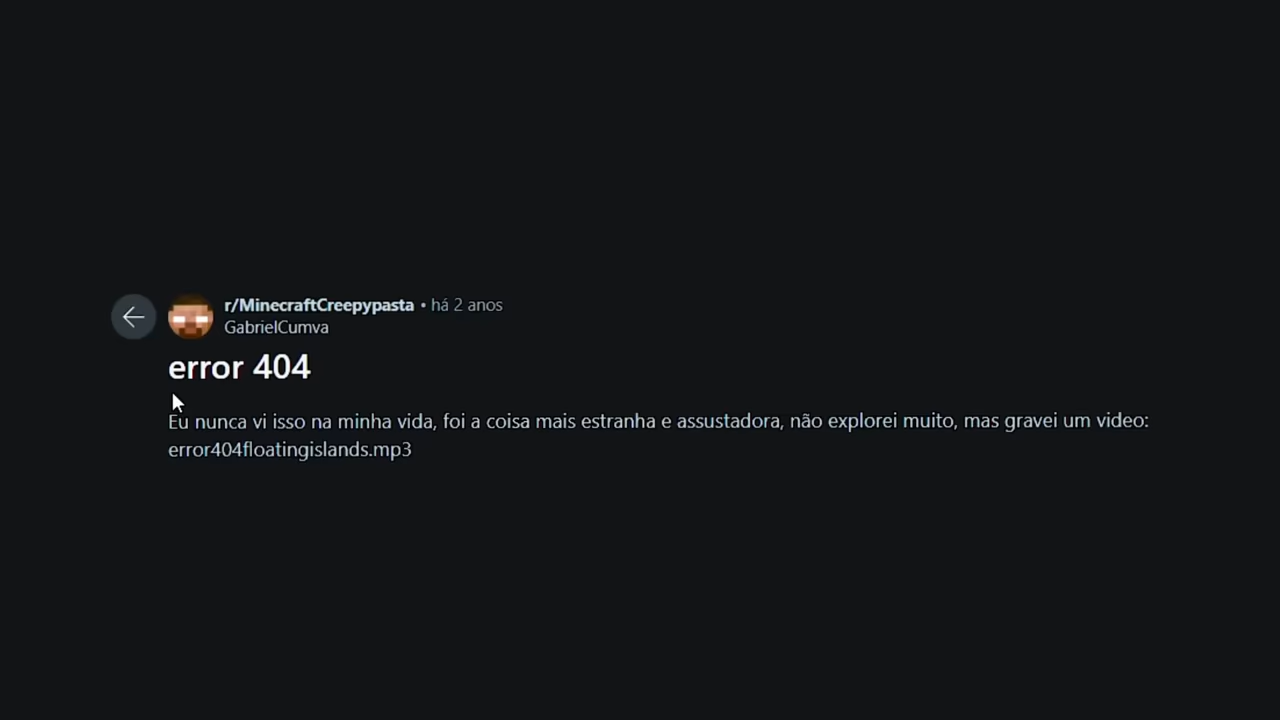 r/MinecraftCreepypasta • há 2 anos
GabrielCumva
error 404
Eu nunca vi isso na minha vida, foi a coisa mais estranha e assustadora, não explorei muito, mas gravei um video:
error404floatingislands.mp3